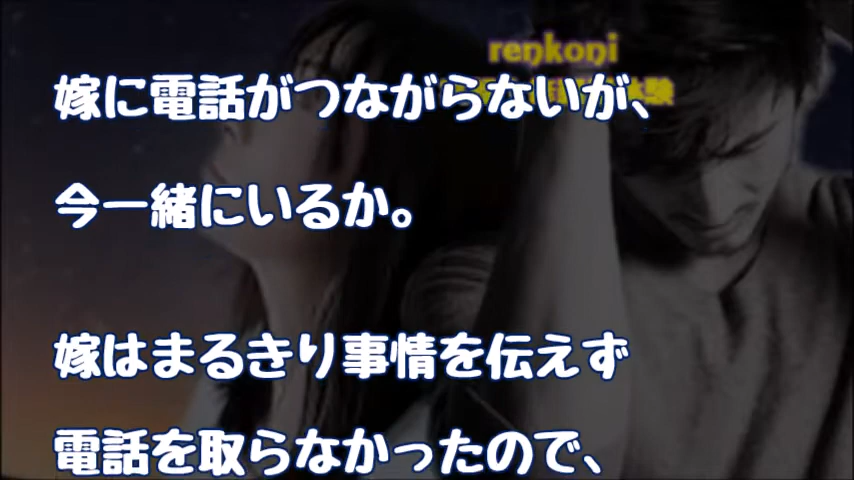 renkoni
嫁に電話がつながらないが、
今一緒にいるか。
嫁はまるきり事情を伝えず
電話を取らなかったので、